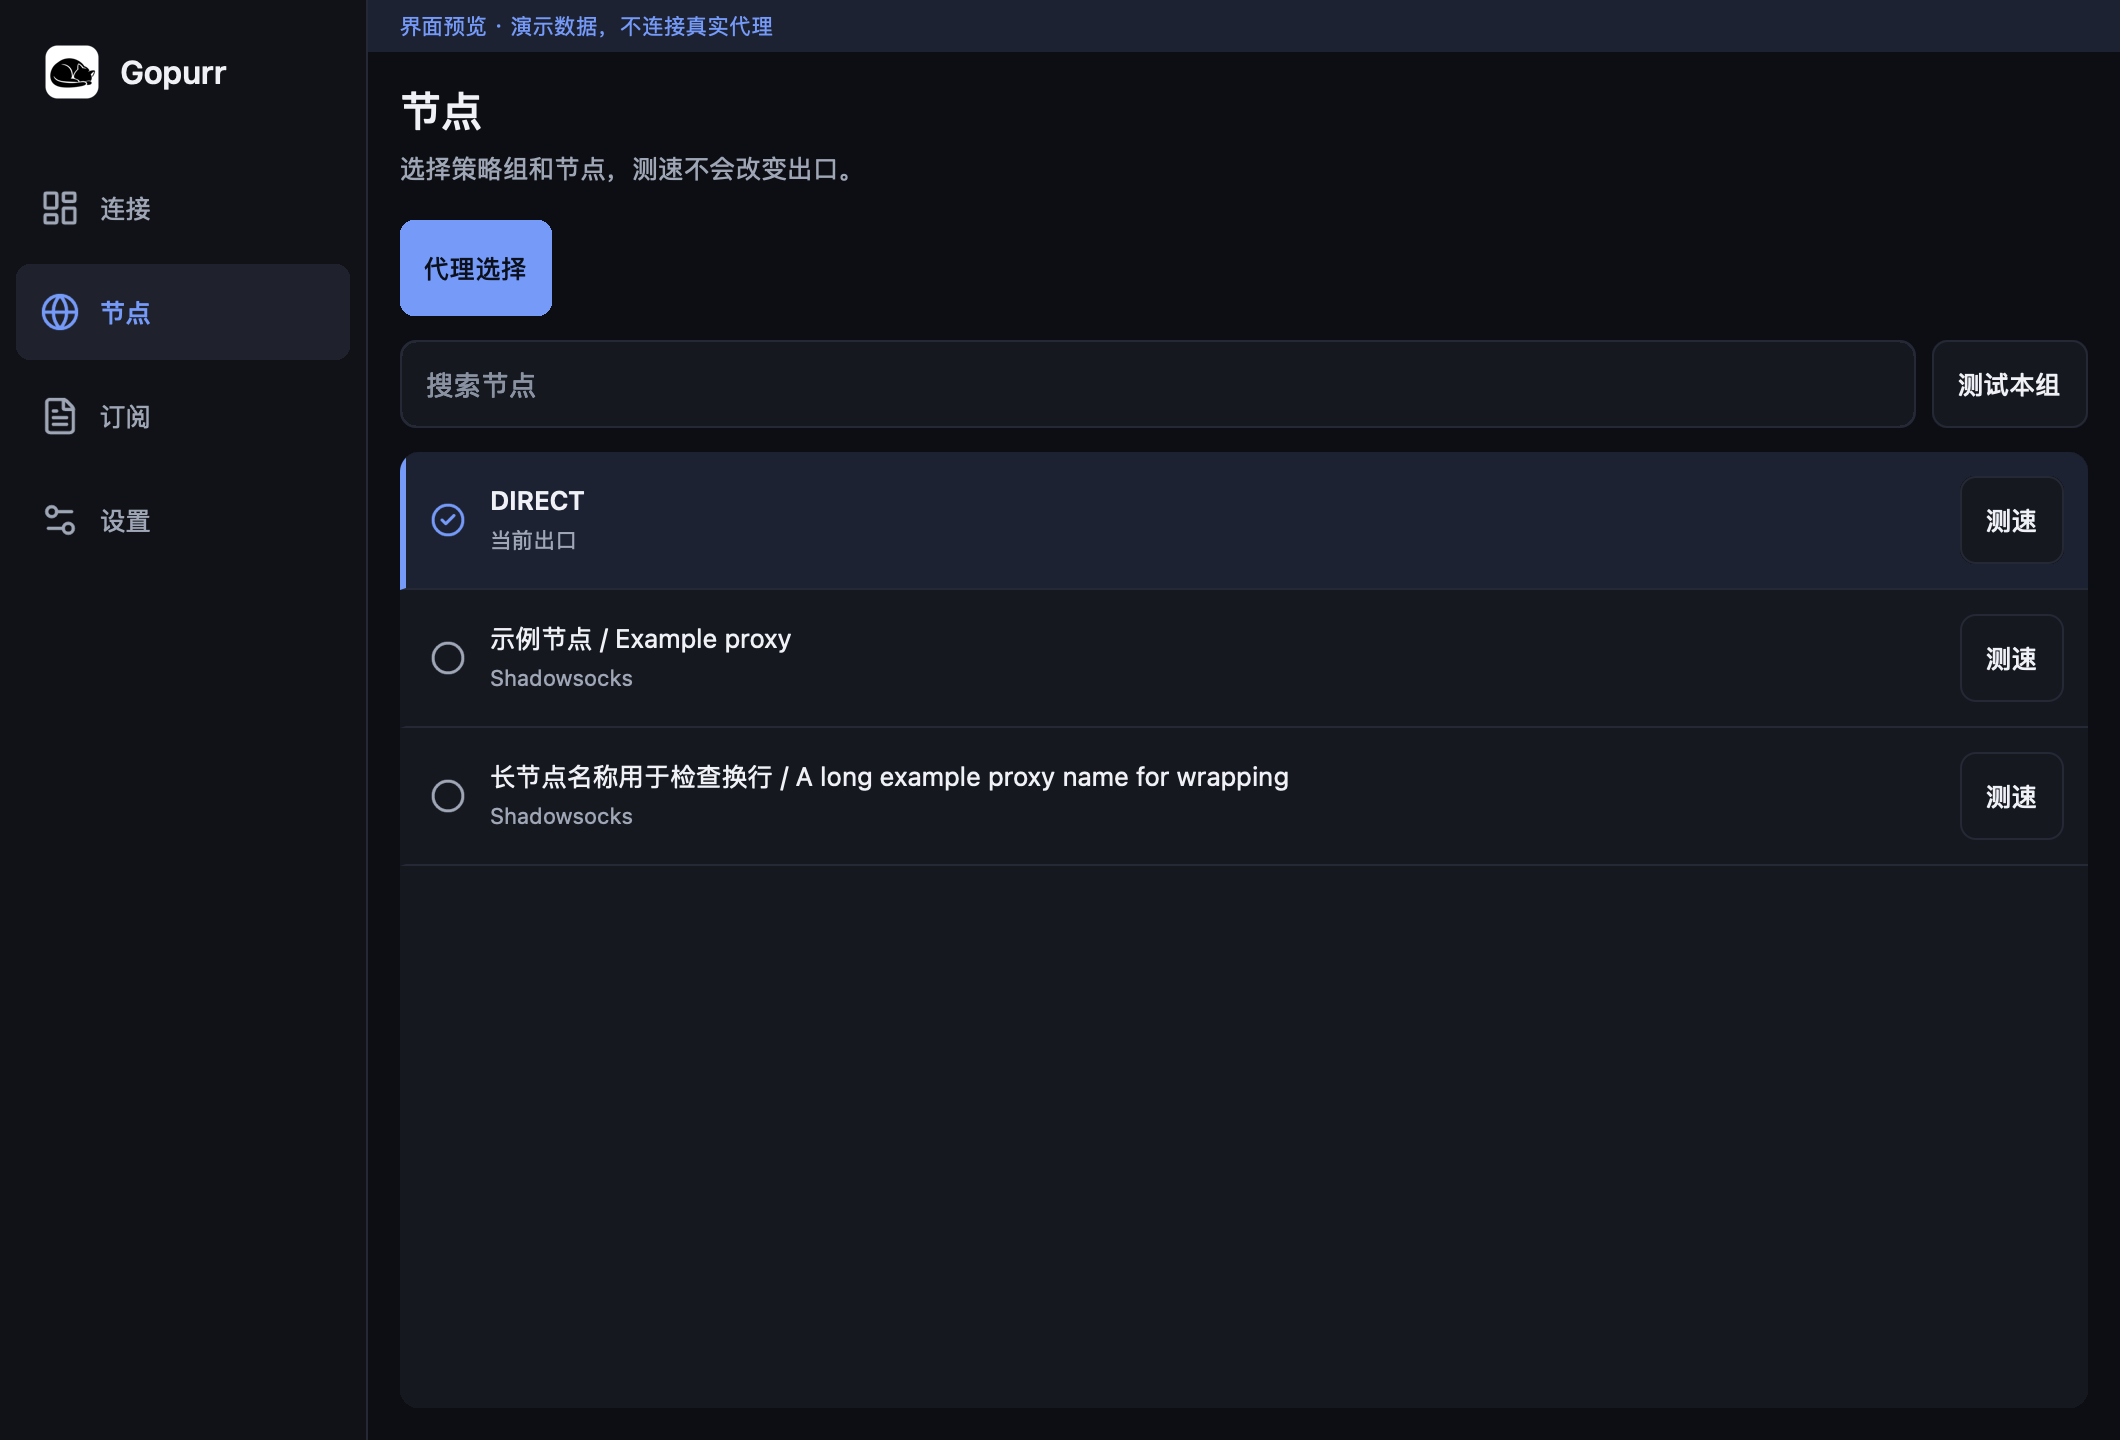 界面预览 · 演示数据，不连接真实代理
Gopurr
连接
节点
订阅
设置
节点
选择策略组和节点，测速不会改变出口。
代理选择
搜索节点
测试本组
DIRECT
当前出口
测速
示例节点 / Example proxy
Shadowsocks
测速
长节点名称用于检查换行 / A long example proxy name for wrapping
Shadowsocks
测速